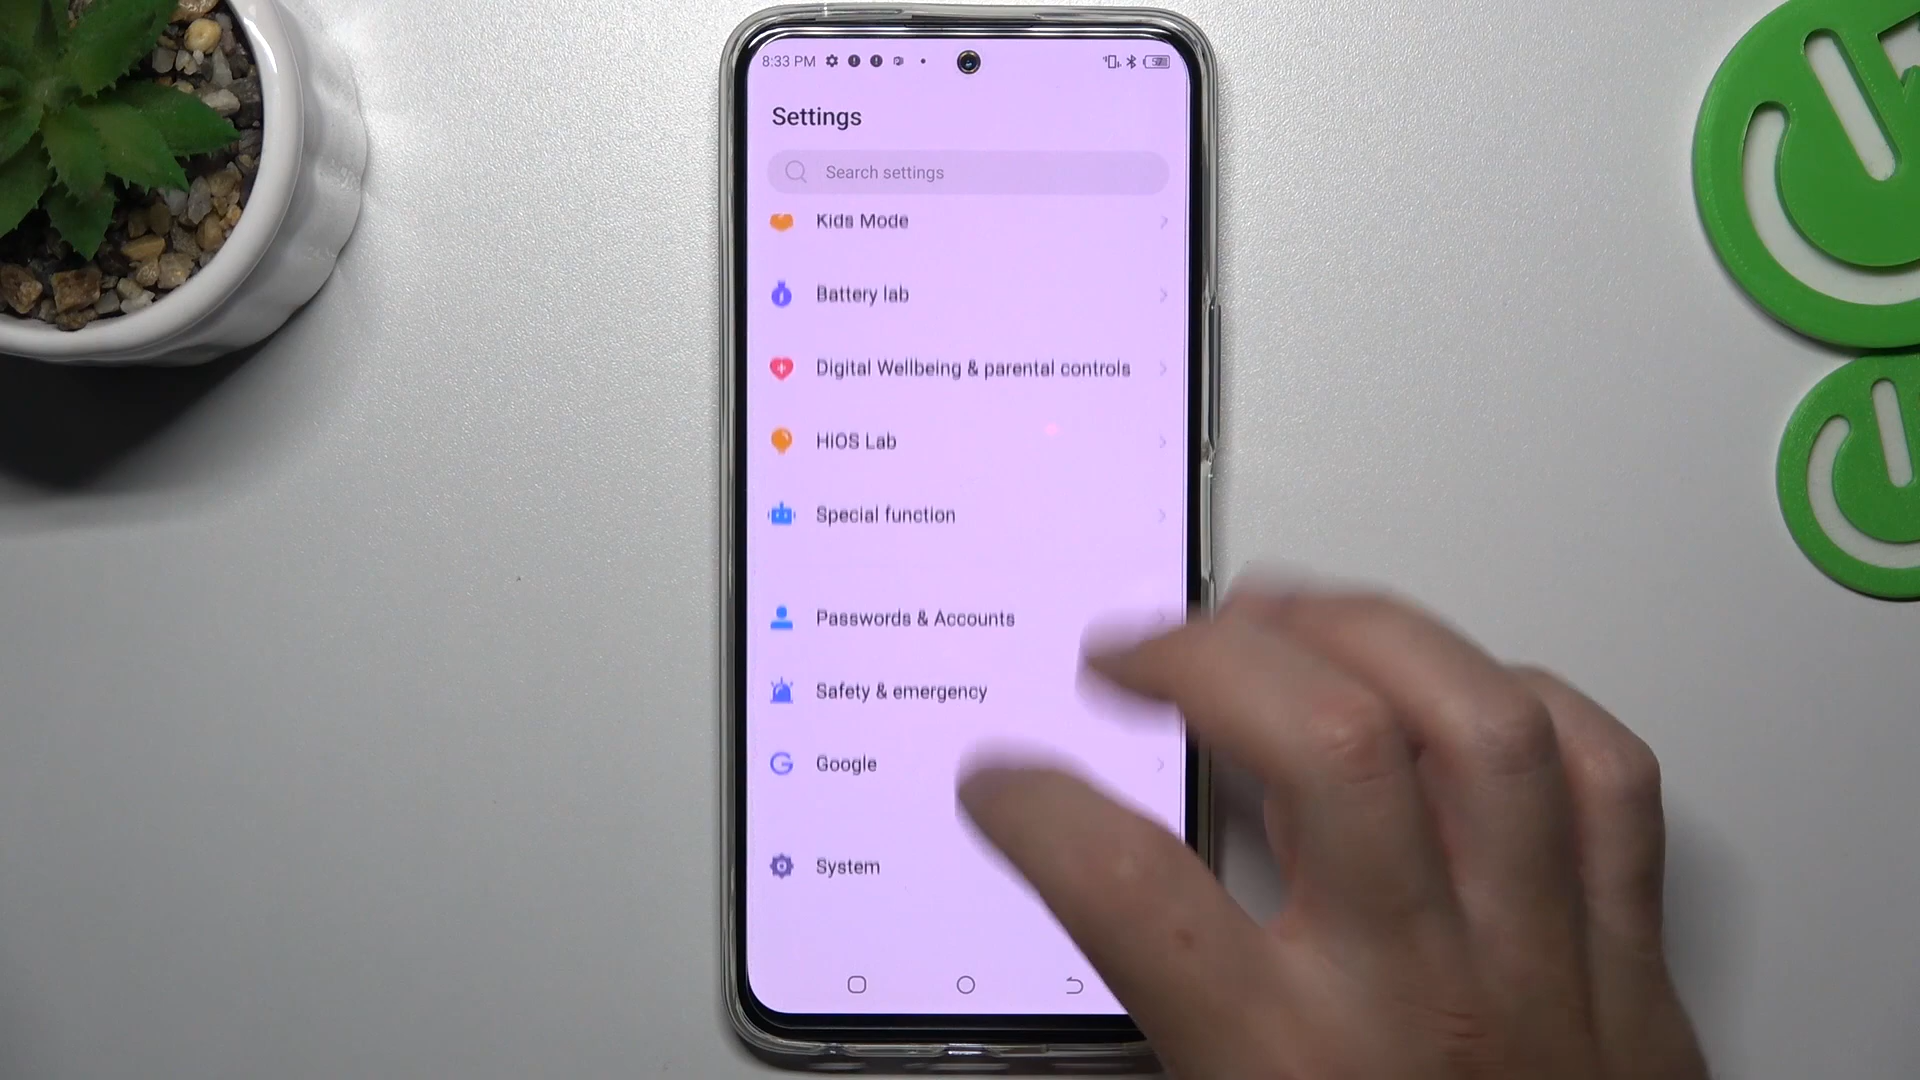 8:33 PM
57
Settings
Search settings
Kids Mode
Battery lab
Digital Wellbeing & parental controls
HiOS Lab
Special function
Passwords & Accounts
Safety & emergency
Google
System